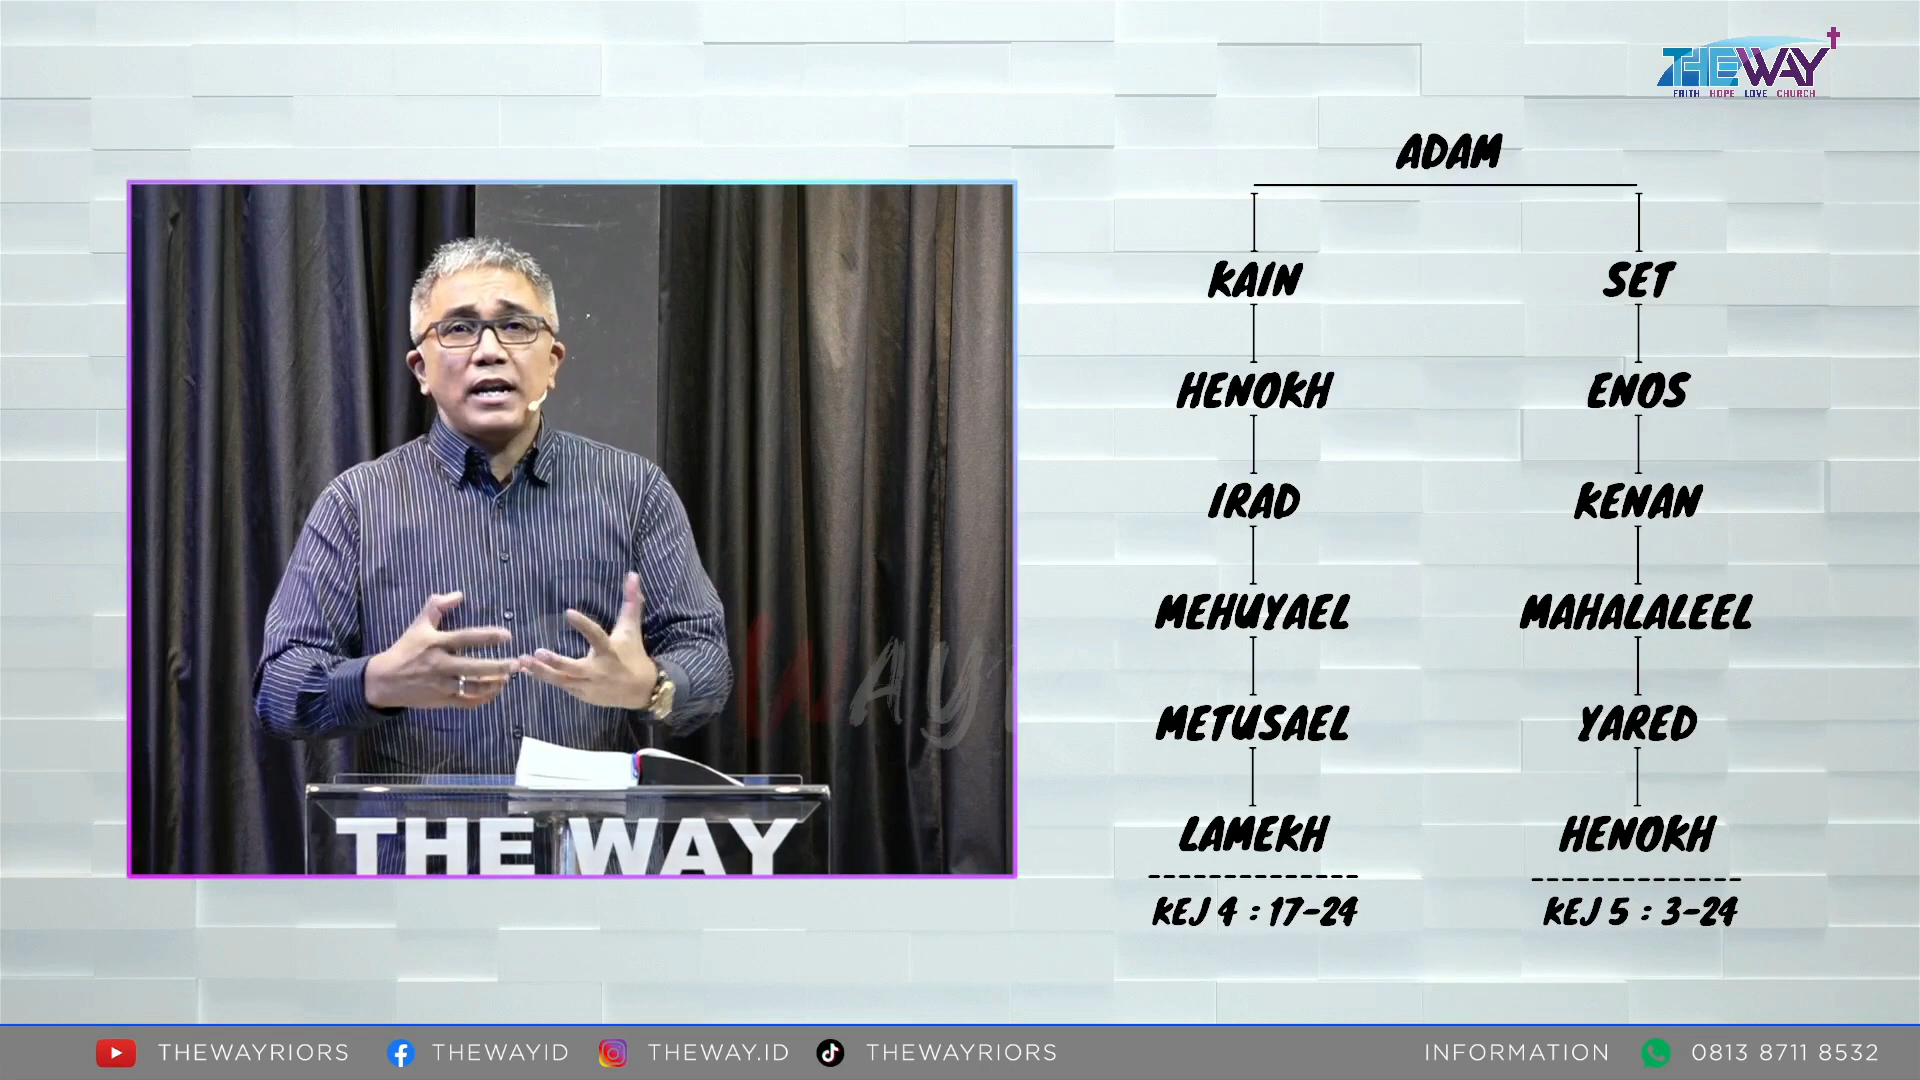 THEWAY
FAITH HOPE LOVE CHURCH
ADAM
KAIN SET
HENOKH ENOS
IRAD KENAN
MEHUYAEL MAHALALEEL
METUSAEL YARED
LAMEKH HENOKH
KEJ 4 : 17-24 KEJ 5 : 3-24
WAY
THE WAY
THEWAYRIORS THEWAYID THEWAY.ID THEWAYRIORS INFORMATION 0813 8711 8532